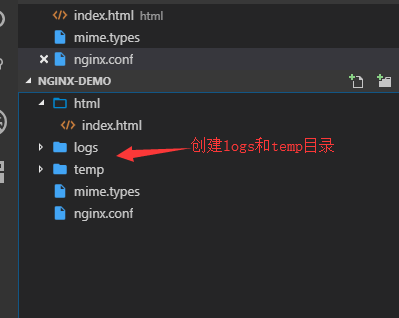 index.html html
mime.types
nginx.conf
NGINX-DEMO
html
index.html
logs
创建logs和temp目录
temp
mime.types
nginx.conf